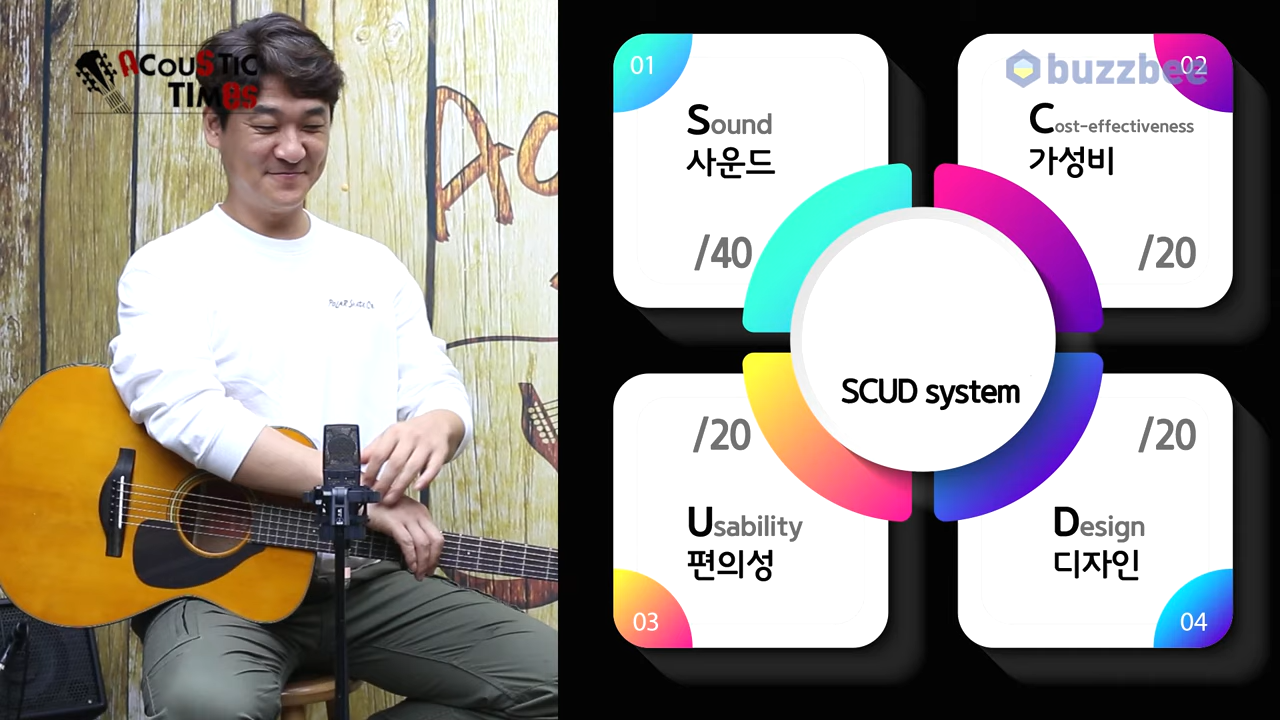 ACOUSTIC
TIMES
01
Sound
사운드
/40
buzzbee
02
Cost-effectiveness
가성비
/20
SCUD system
/20
Usability
편의성
03
/20
Design
디자인
04